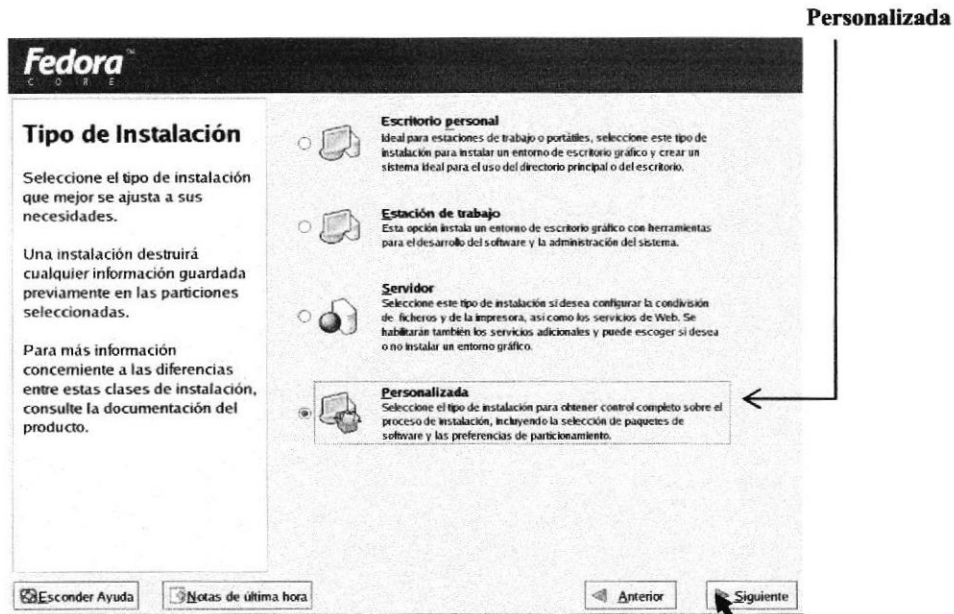 Personalizada
Fedora™
CORE
Tipo de Instalación
Seleccione el tipo de instalación
que mejor se ajusta a sus
necesidades.
Una instalación destruirá
cualquier información guardada
previamente en las particiones
seleccionadas.
Para más información
concerniente a las diferencias
entre estas clases de instalación,
consulte la documentación del
producto.
Escritorio personal
Ideal para estaciones de trabajo o portátiles, seleccione este tipo de
instalación para instalar un entorno de escritorio gráfico y crear un
sistema ideal para el uso del directorio principal o del escritorio.
Estación de trabajo
Esta opción instala un entorno de escritorio gráfico con herramientas
para el desarrollo del software y la administración del sistema.
Servidor
Seleccione este tipo de instalación si desea configurar la condivisión
de ficheros y de la impresora, así como los servicios de Web. Se
habilitarán también los servicios adicionales y puede escoger si desea
o no instalar un entorno gráfico.
Personalizada
Seleccione el tipo de instalación para obtener control completo sobre el
proceso de instalación, incluyendo la selección de paquetes de
software y las preferencias de particionamiento.
Esconder Ayuda
Notas de última hora
Anterior
Siguiente